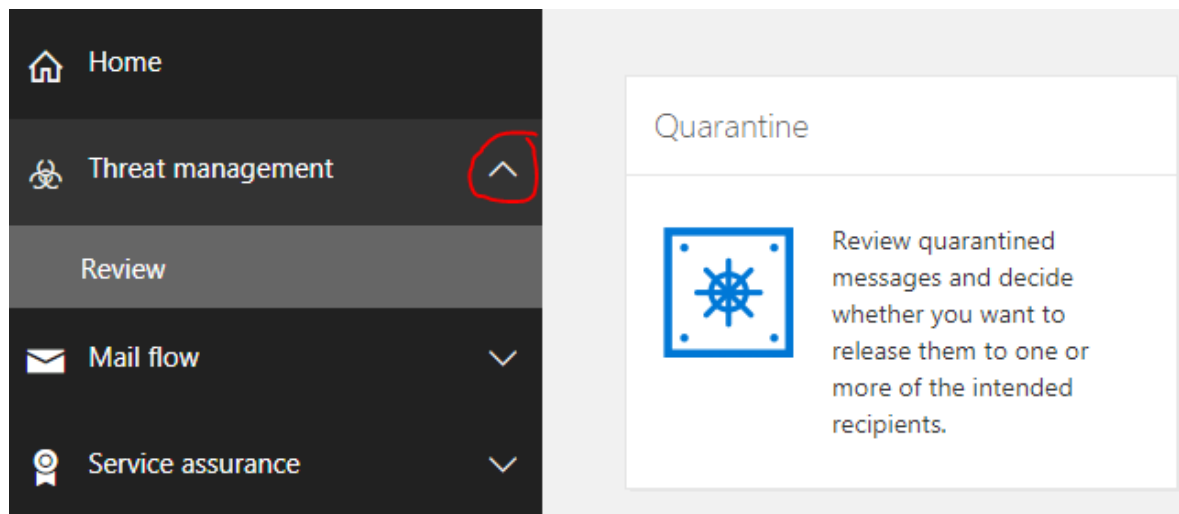 Home
Threat management
Review
Mail flow
Service assurance
Quarantine
Review quarantined
messages and decide
whether you want to
release them to one or
more of the intended
recipients.